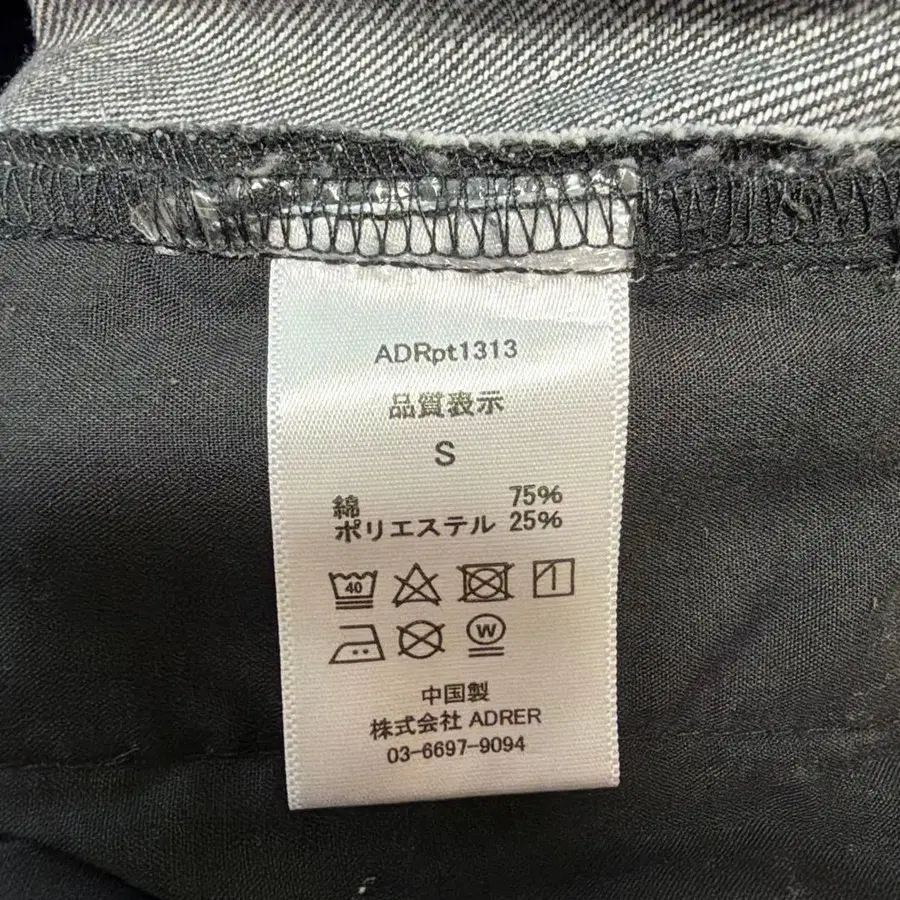 ADRpt1313
品質表示
S
綿 75%
ポリエステル 25%
40
W
中国製
株式会社 ADRER
03-6697-9094